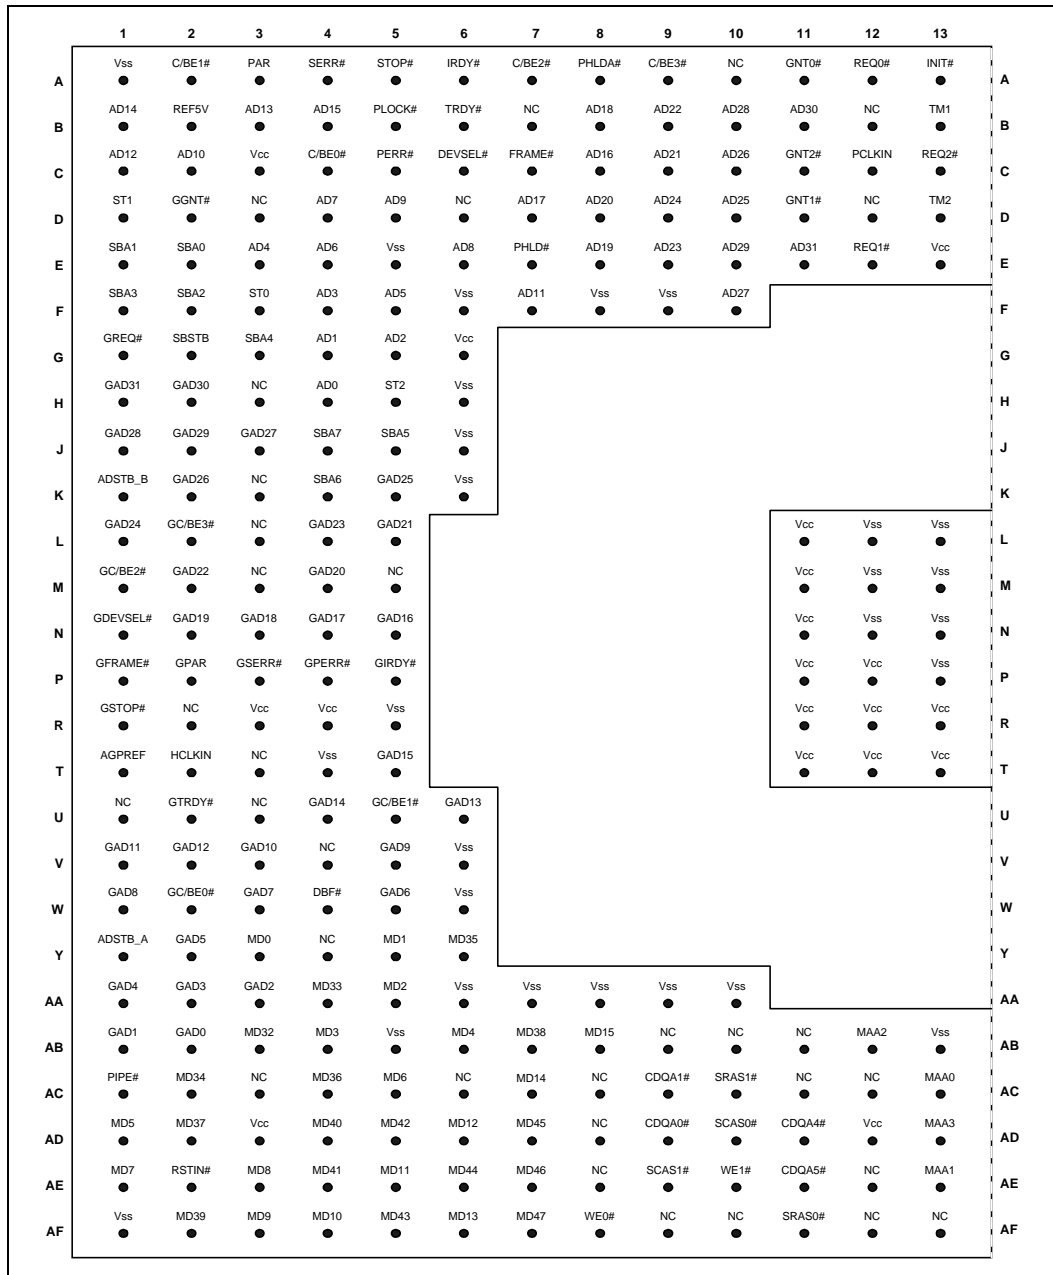 1 2 3 4 5 6 7 8 9 10 11 12 13
Vss C/BE1# PAR SERR# STOP# IRDY# C/BE2# PHLDA# C/BE3# NC GNT0# REQ0# INIT#
A A
AD14 REF5V AD13 AD15 PLOCK# TRDY# NC AD18 AD22 AD28 AD30 NC TM1
B B
AD12 AD10 Vcc C/BE0# PERR# DEVSEL# FRAME# AD16 AD21 AD26 GNT2# PCLKIN REQ2#
C C
ST1 GGNT# NC AD7 AD9 NC AD17 AD20 AD24 AD25 GNT1# NC TM2
D D
SBA1 SBA0 AD4 AD6 Vss AD8 PHLD# AD19 AD23 AD29 AD31 REQ1# Vcc
E E
SBA3 SBA2 ST0 AD3 AD5 Vss AD11 Vss Vss AD27
F F
GREQ# SBSTB SBA4 AD1 AD2 Vcc
G G
GAD31 GAD30 NC AD0 ST2 Vss
H H
GAD28 GAD29 GAD27 SBA7 SBA5 Vss
J J
ADSTB_B GAD26 NC SBA6 GAD25 Vss
K K
GAD24 GC/BE3# NC GAD23 GAD21 Vcc Vss Vss
L L
GC/BE2# GAD22 NC GAD20 NC Vcc Vss Vss
M M
GDEVSEL# GAD19 GAD18 GAD17 GAD16 Vcc Vss Vss
N N
GFRAME# GPAR GSERR# GPERR# GIRDY# Vcc Vcc Vss
P P
GSTOP# NC Vcc Vcc Vss Vcc Vcc Vcc
R R
AGPREF HCLKIN NC Vss GAD15 Vcc Vcc Vcc
T T
NC GTRDY# NC GAD14 GC/BE1# GAD13
U U
GAD11 GAD12 GAD10 NC GAD9 Vss
V V
GAD8 GC/BE0# GAD7 DBF# GAD6 Vss
W W
ADSTB_A GAD5 MD0 NC MD1 MD35
Y Y
GAD4 GAD3 GAD2 MD33 MD2 Vss Vss Vss Vss Vss
AA AA
GAD1 GAD0 MD32 MD3 Vss MD4 MD38 MD15 NC NC NC MAA2 Vss
AB AB
PIPE# MD34 NC MD36 MD6 NC MD14 NC CDQA1# SRAS1# NC NC MAA0
AC AC
MD5 MD37 Vcc MD40 MD42 MD12 MD45 NC CDQA0# SCAS0# CDQA4# Vcc MAA3
AD AD
MD7 RSTIN# MD8 MD41 MD11 MD44 MD46 NC SCAS1# WE1# CDQA5# NC MAA1
AE AE
Vss MD39 MD9 MD10 MD43 MD13 MD47 WE0# NC NC SRAS0# NC NC
AF AF